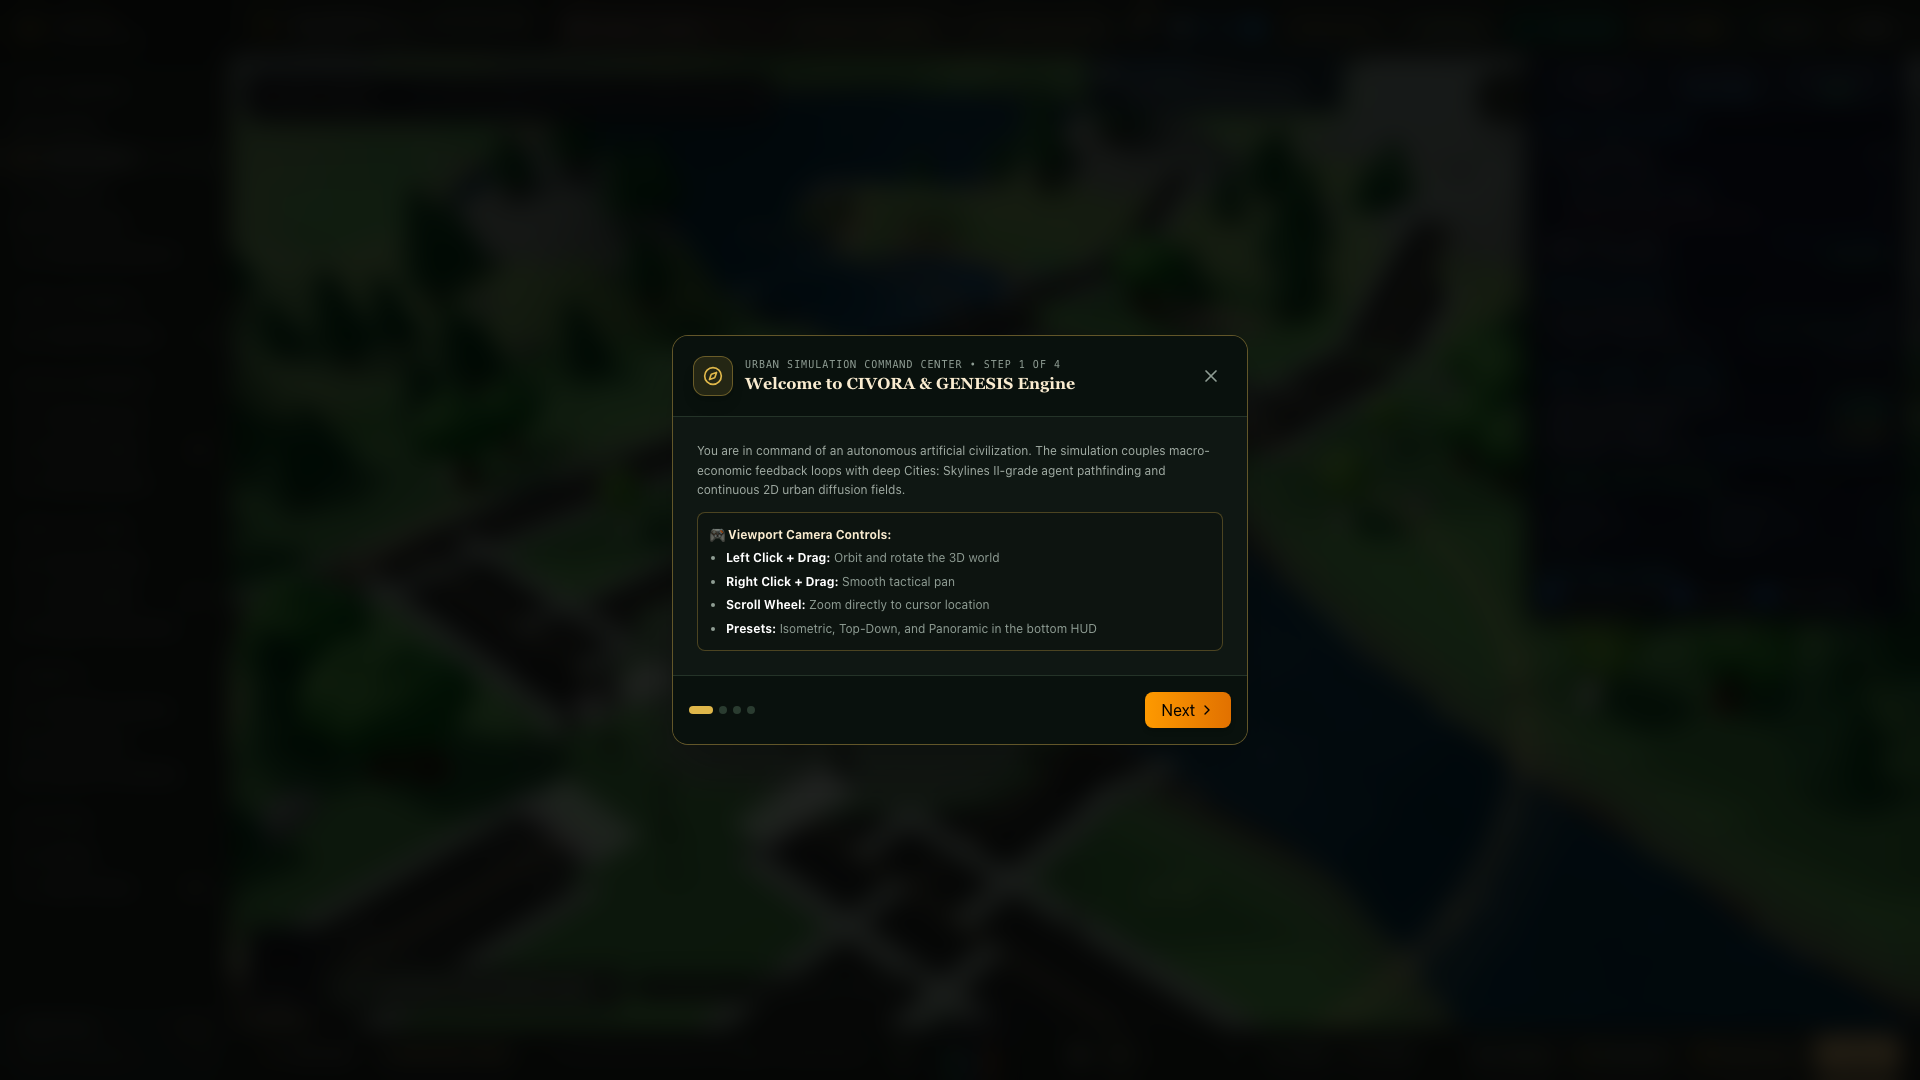 URBAN SIMULATION COMMAND CENTER • STEP 1 OF 4
Welcome to CIVORA & GENESIS Engine
You are in command of an autonomous artificial civilization. The simulation couples macro-
economic feedback loops with deep Cities: Skylines II-grade agent pathfinding and
continuous 2D urban diffusion fields.
🎮 Viewport Camera Controls:
• Left Click + Drag: Orbit and rotate the 3D world
• Right Click + Drag: Smooth tactical pan
• Scroll Wheel: Zoom directly to cursor location
• Presets: Isometric, Top-Down, and Panoramic in the bottom HUD
Next